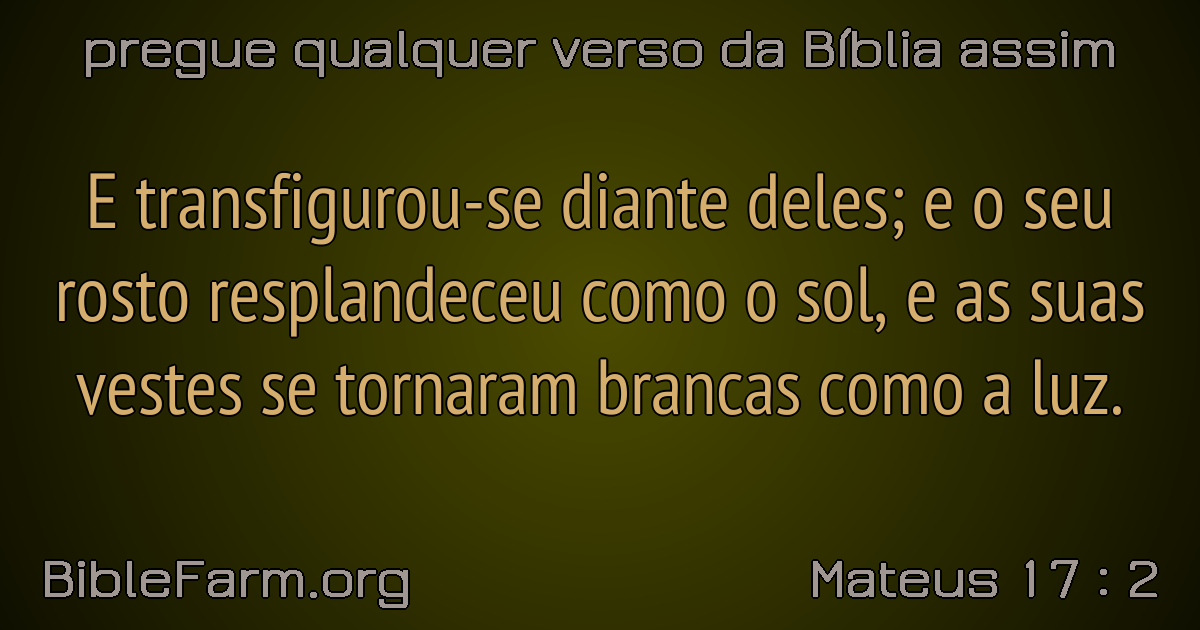 pregue qualquer verso da Bíblia assim
E transfigurou-se diante deles; e o seu
rosto resplandeceu como o sol, e as suas
vestes se tornaram brancas como a luz.
BibleFarm.org
Mateus 17 : 2